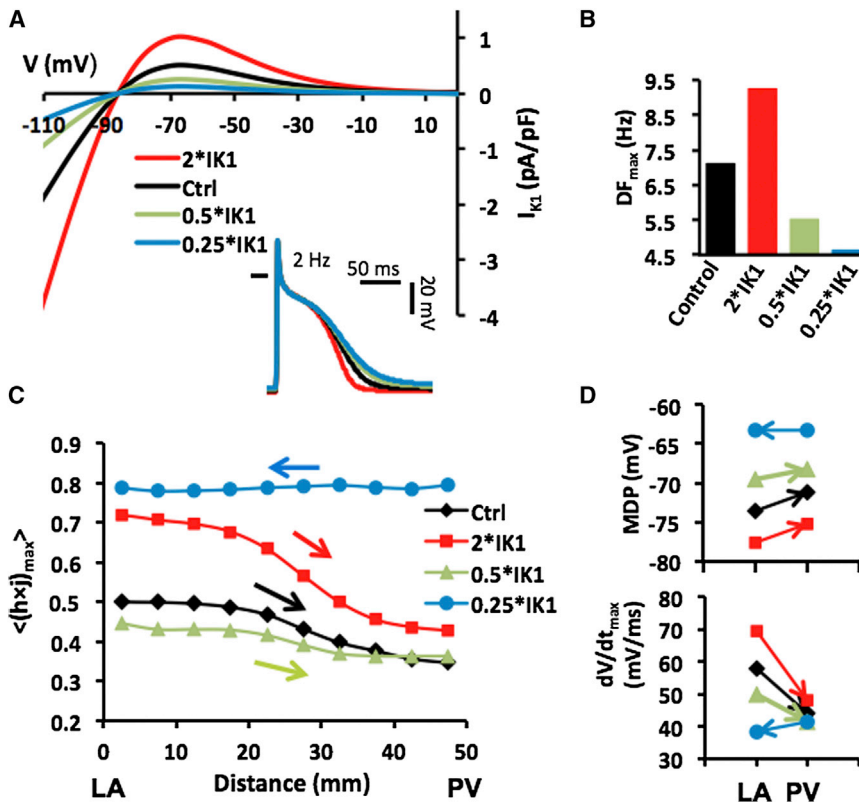 A
V (mV)
1
0
-1
-2
-3
-4
I_K1 (pA/pF)
-110 -90 -70 -50 -30 -10 10
2*IK1
Ctrl
0.5*IK1
0.25*IK1
2 Hz
50 ms
20 mV
B
9.5
8.5
7.5
6.5
5.5
4.5
DF_max (Hz)
Control
2*IK1
0.5*IK1
0.25*IK1
C
0.9
0.8
0.7
0.6
0.5
0.4
0.3
0.2
<(h×j)_max>
Ctrl
2*IK1
0.5*IK1
0.25*IK1
0 10 20 30 40 50
LA Distance (mm) PV
D
-60
-65
-70
-75
-80
MDP (mV)
80
70
60
50
40
30
dV/dt_max
(mV/ms)
LA PV